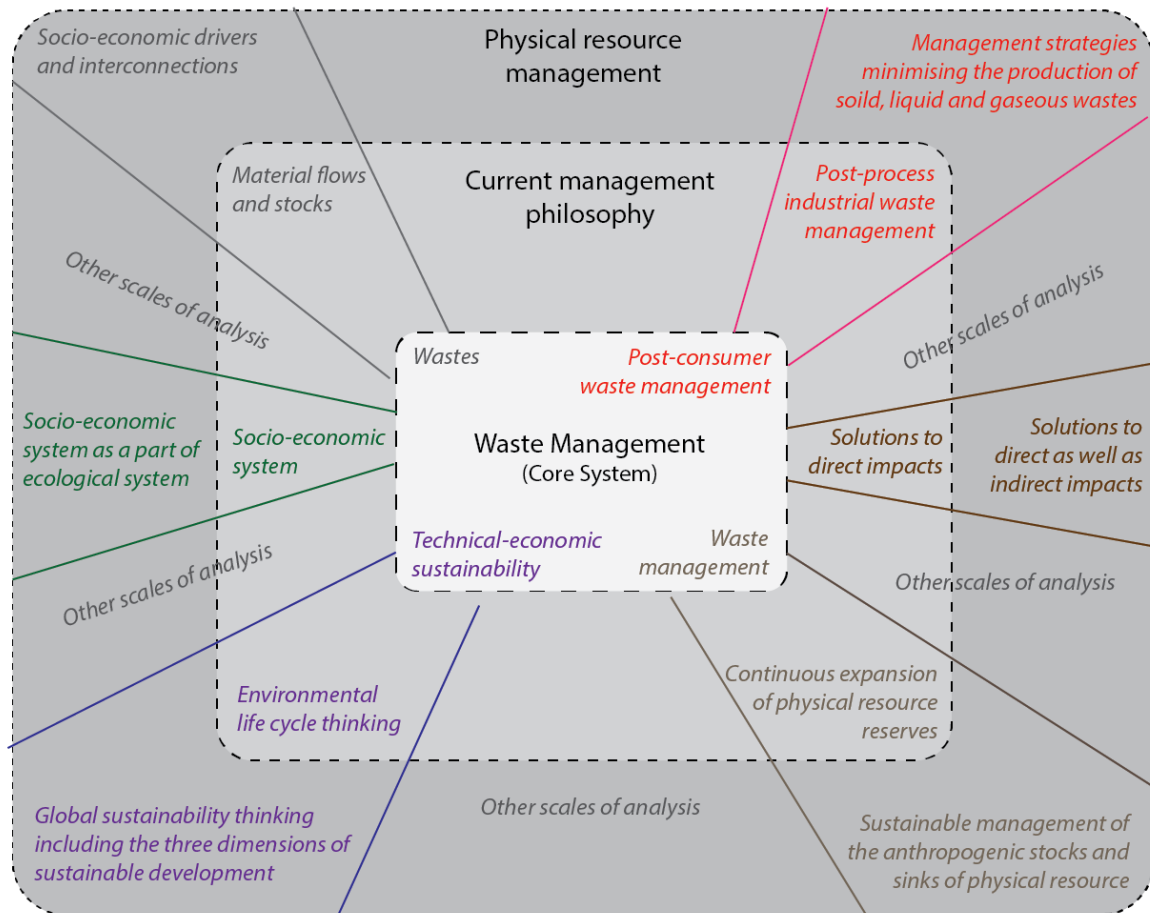 Socio-economic drivers
and interconnections
Physical resource
management
Management strategies
minimising the production of
soild, liquid and gaseous wastes
Material flows
and stocks
Current management
philosophy
Post-process
industrial waste
management
Other scales of analysis
Other scales of analysis
Wastes
Post-consumer
waste management
Socio-economic
system as a part of
ecological system
Socio-economic
system
Waste Management
(Core System)
Solutions to
direct impacts
Solutions to
direct as well as
indirect impacts
Technical-economic
sustainability
Waste
management
Other scales of analysis
Other scales of analysis
Environmental
life cycle thinking
Continuous expansion
of physical resource
reserves
Global sustainability thinking
including the three dimensions of
sustainable development
Other scales of analysis
Sustainable management of
the anthropogenic stocks and
sinks of physical resource